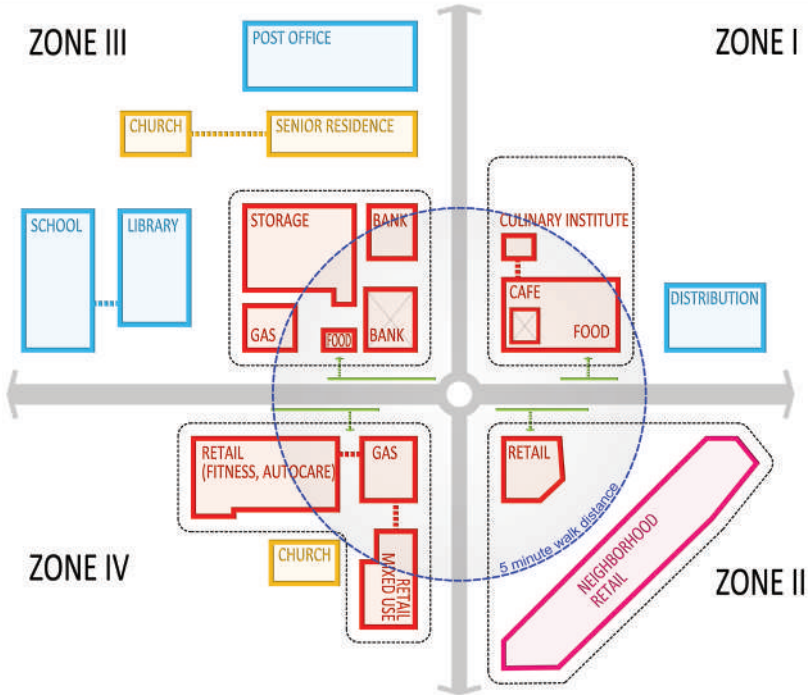 ZONE III
POST OFFICE
ZONE I
CHURCH
SENIOR RESIDENCE
SCHOOL
LIBRARY
STORAGE
BANK
CULINARY INSTITUTE
GAS
FOOD
BANK
CAFE
FOOD
DISTRIBUTION
RETAIL
(FITNESS, AUTOCARE)
GAS
RETAIL
5 minute walk distance
ZONE IV
CHURCH
RETAIL
MIXED USE
NEIGHBORHOOD
RETAIL
ZONE II